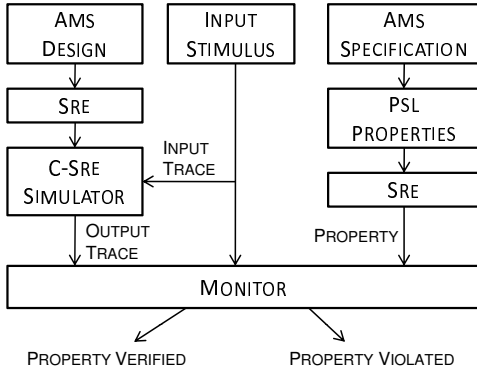 AMS
DESIGN
INPUT
STIMULUS
AMS
SPECIFICATION
SRE
PSL
PROPERTIES
INPUT
TRACE
C-SRE
SIMULATOR
SRE
OUTPUT
TRACE
PROPERTY
MONITOR
PROPERTY VERIFIED
PROPERTY VIOLATED